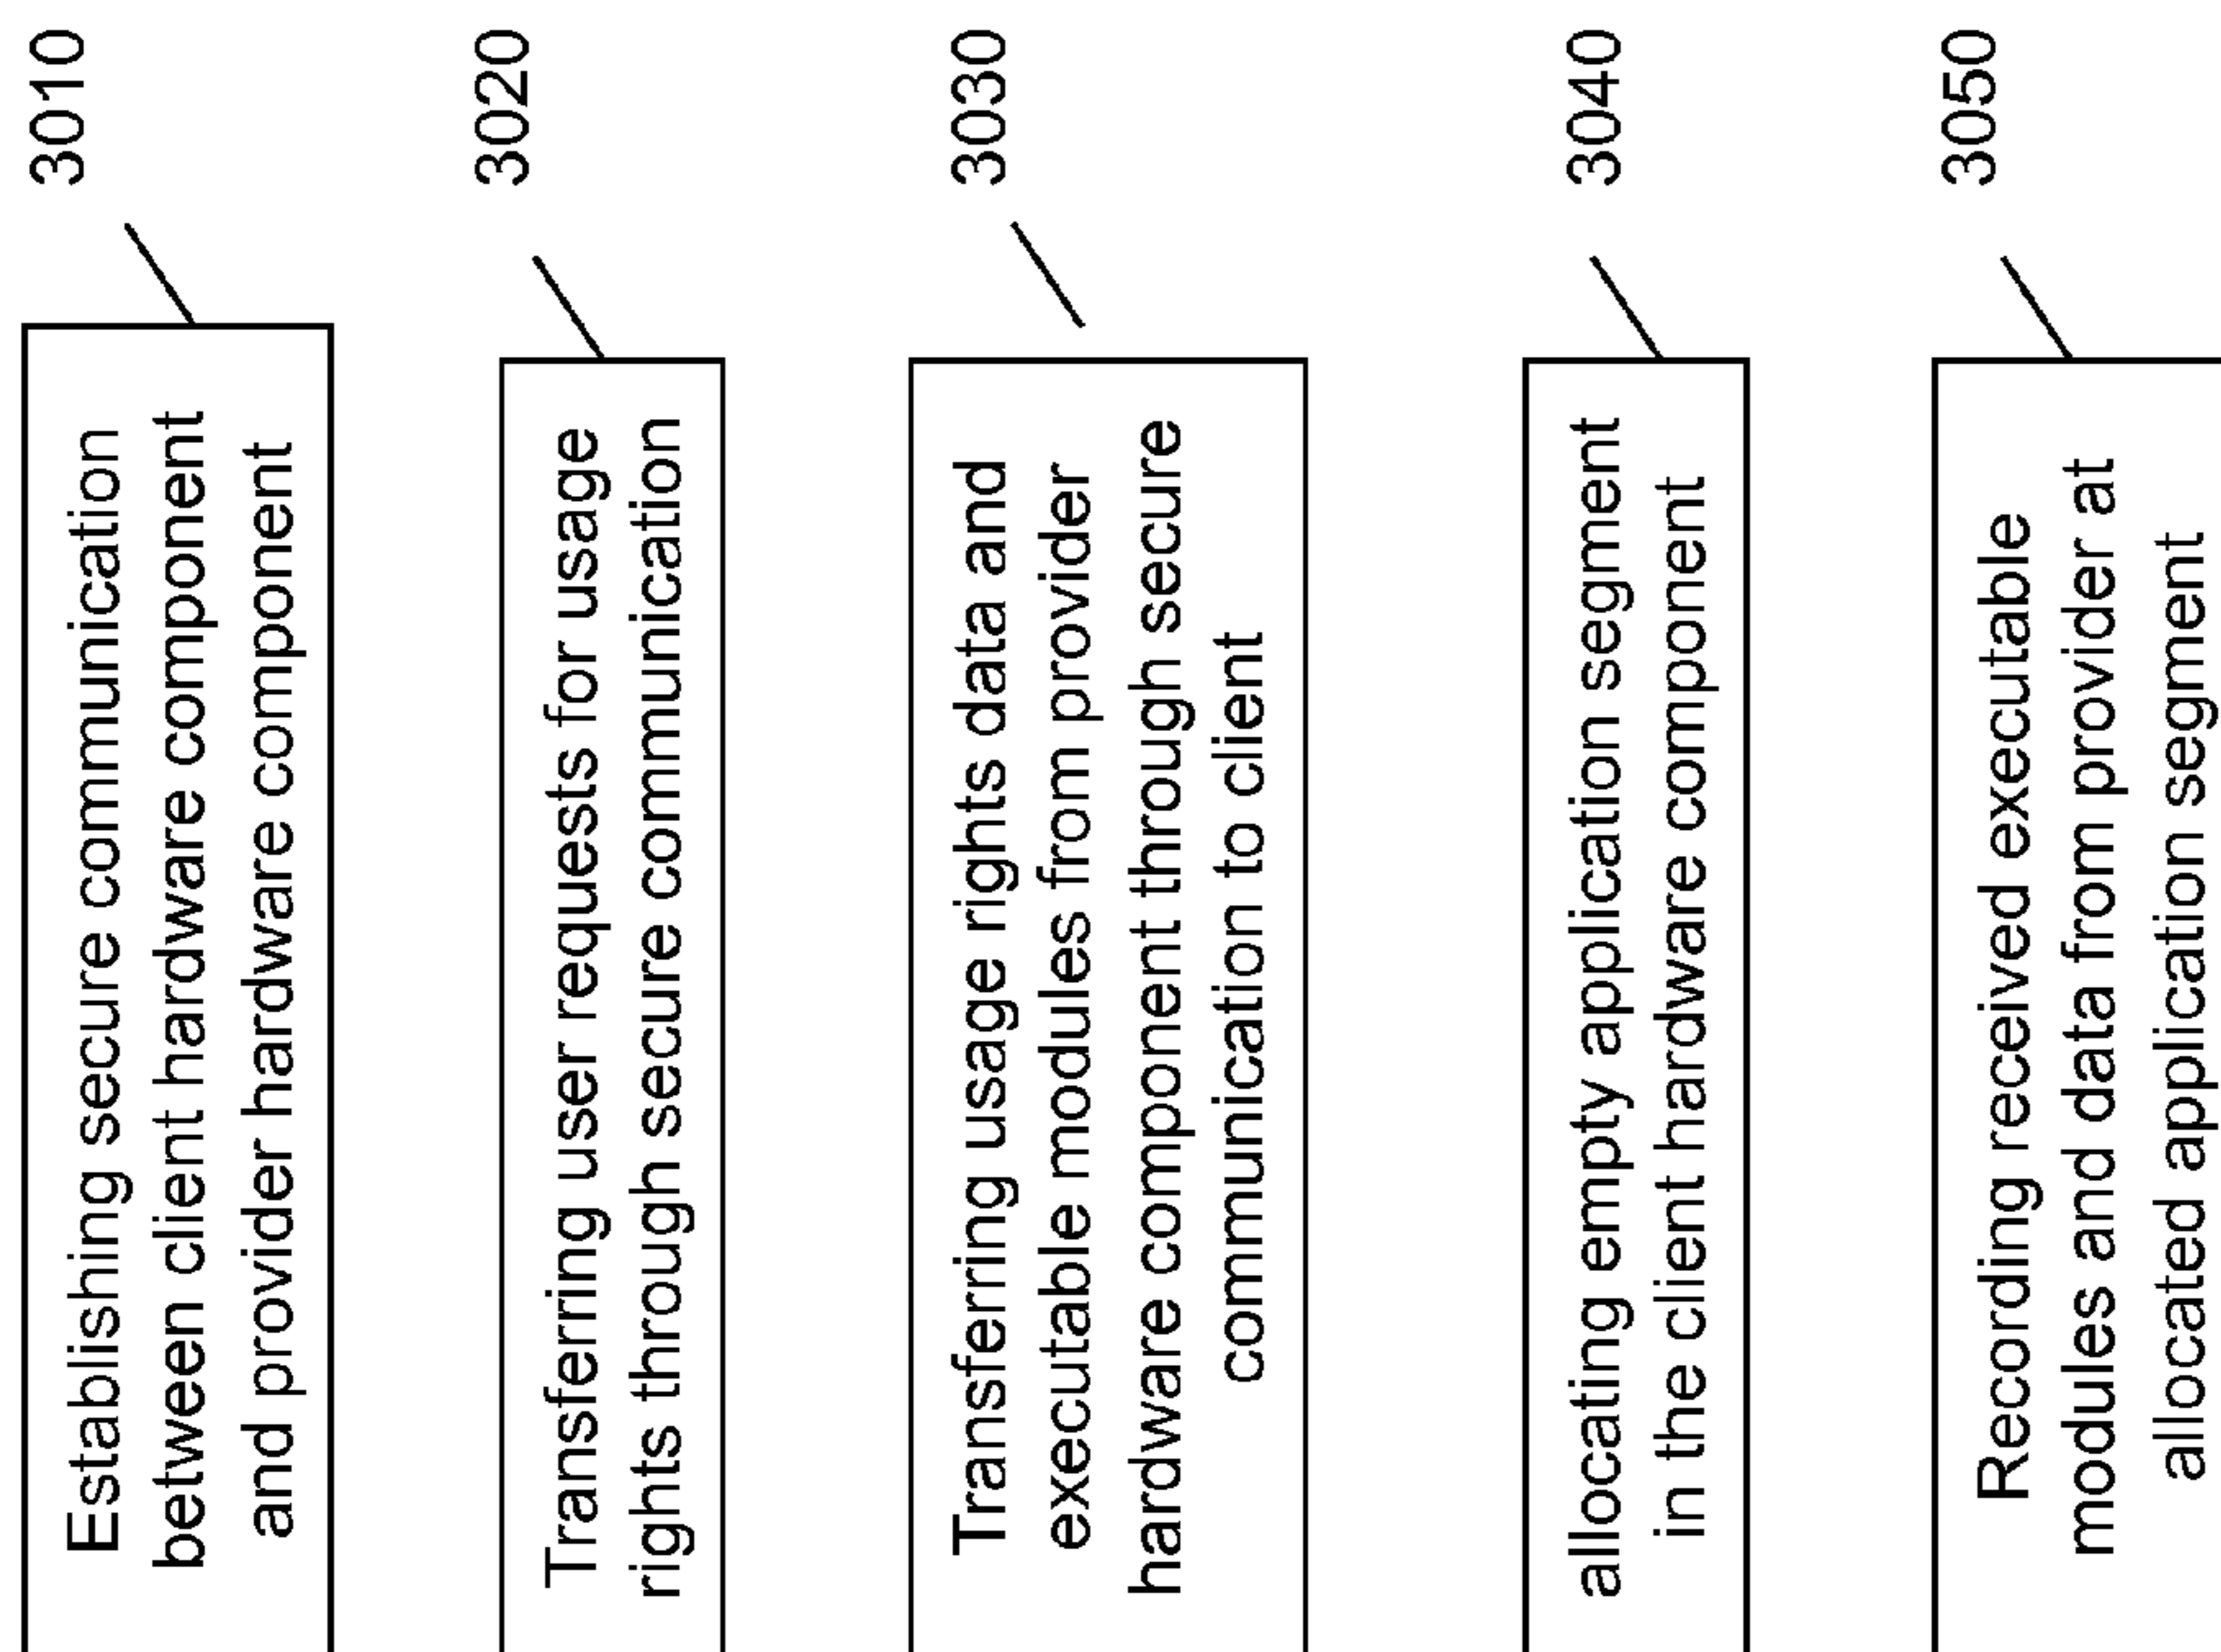 Establishing secure communication
between client hardware component
and provider hardware component
3010
Transferring user requests for usage
rights through secure communication
3020
Transferring usage rights data and
executable modules from provider
hardware component through secure
communication to client
3030
allocating empty application segment
in the client hardware component
3040
Recording received executable
modules and data from provider at
allocated application segment
3050